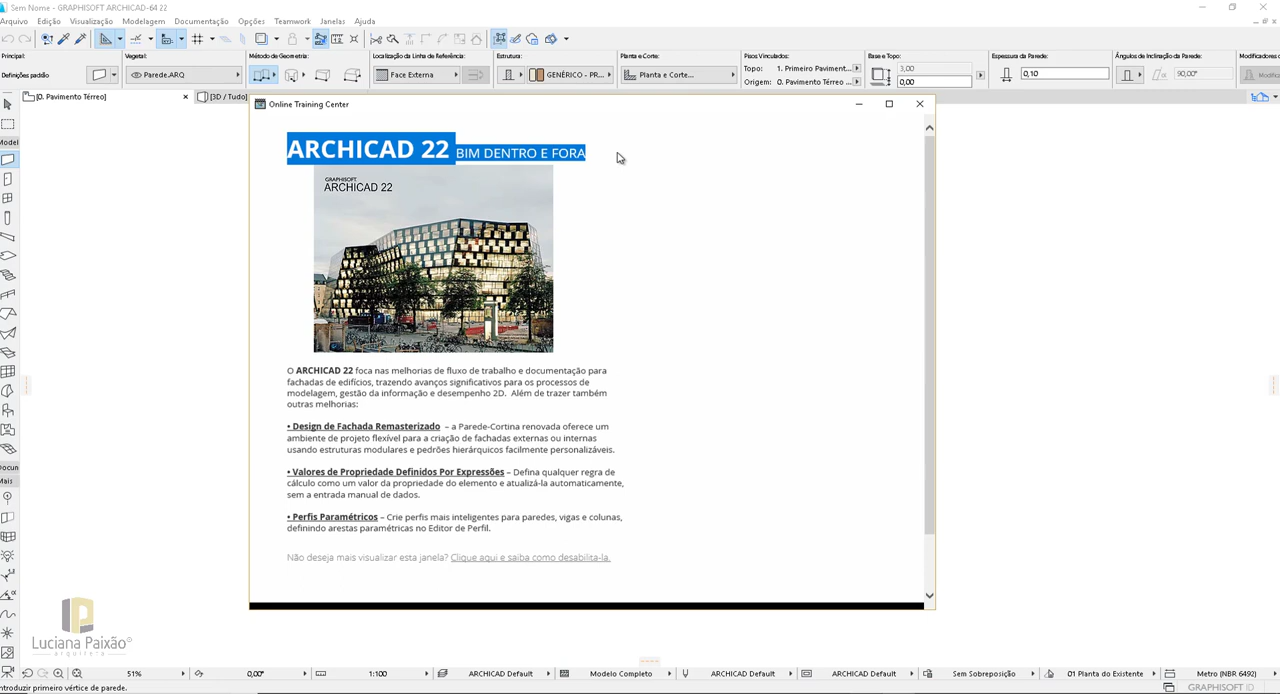 Sem Nome - GRAPHISOFT ARCHICAD-64 22
Arquivo Edição Visualização Modelagem Documentação Opções Teamwork Janelas Ajuda
Principal: Vegetal: Método de Geometria: Localização da Linha de Referência: Estrutura: Planta e Corte: Pisos Vinculados: Base e Topo: Espessura da Parede: Ângulos de Inclinação da Parede: Modificadores
Topo: 1. Primeiro Paviment... 3,00
Definições padrão Parede.ARQ Face Externa GENÉRICO - PR... Planta e Corte... 0,10 90,00°
Origem: 0. Pavimento Térreo ... 0,00
[0. Pavimento Térreo] [3D / Tudo]
Online Training Center
ARCHICAD 22 BIM DENTRO E FORA
GRAPHISOFT
ARCHICAD 22
O ARCHICAD 22 foca nas melhorias de fluxo de trabalho e documentação para
fachadas de edifícios, trazendo avanços significativos para os processos de
modelagem, gestão da informação e desempenho 2D. Além de trazer também
outras melhorias:
• Design de Fachada Remasterizado – a Parede-Cortina renovada oferece um
ambiente de projeto flexível para a criação de fachadas externas ou internas
usando estruturas modulares e pedrões hierárquicos facilmente personalizáveis.
• Valores de Propriedade Definidos Por Expressões – Defina qualquer regra de
cálculo como um valor da propriedade do elemento e atualizá-la automaticamente,
sem a entrada manual de dados.
• Perfis Paramétricos – Crie perfis mais inteligentes para paredes, vigas e colunas,
definindo arestas paramétricas no Editor de Perfil.
Não deseja mais visualizar esta janela? Clique aqui e saiba como desabilita-la.
Luciana Paixão
arquiteta
51% 0,00° 1:100 ARCHICAD Default Modelo Completo ARCHICAD Default ARCHICAD Default Sem Sobreposição 01 Planta do Existente Metro (NBR 6492)
ntroduzir primeiro vértice de parede. GRAPHISOFT ID